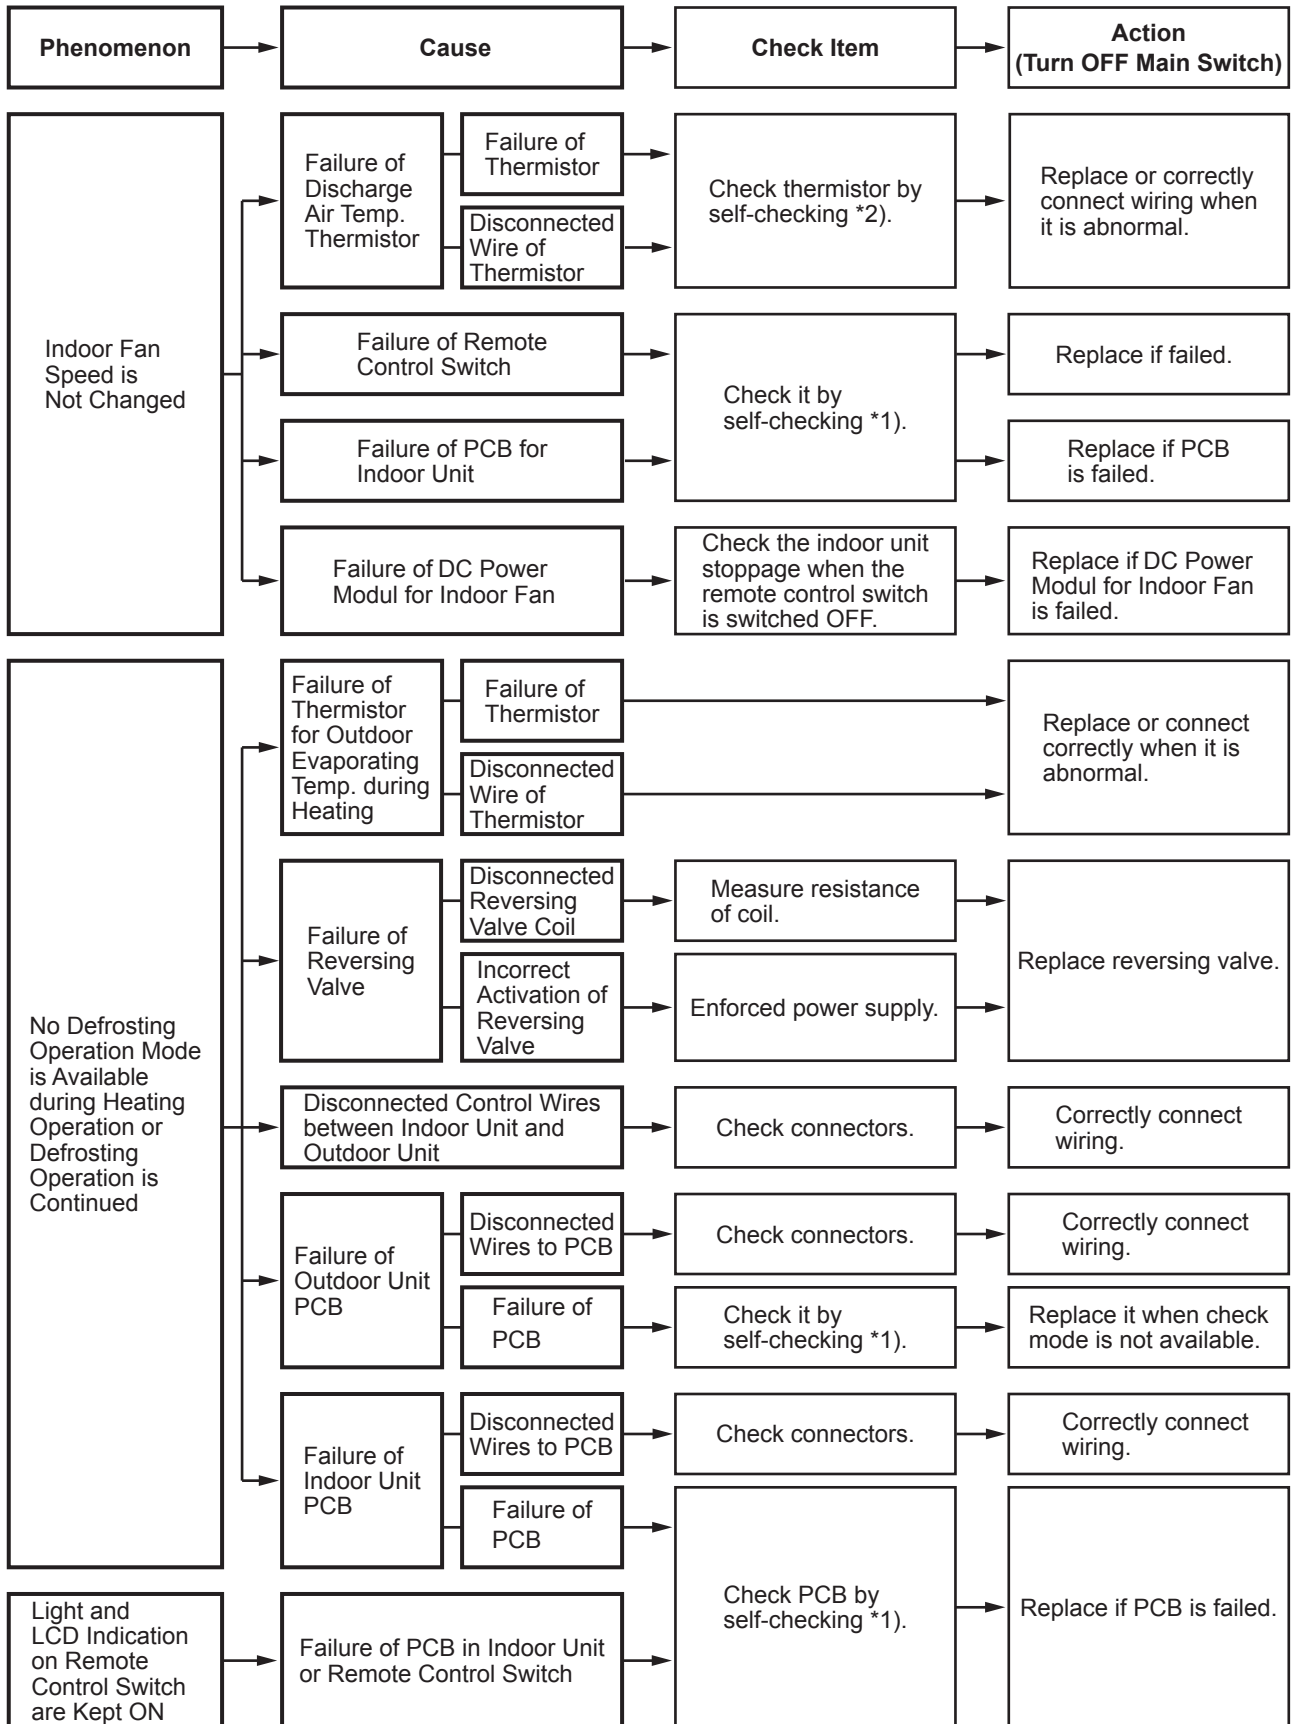 Phenomenon
Cause
Check Item
Action
(Turn OFF Main Switch)
Indoor Fan
Speed is
Not Changed
Failure of
Discharge
Air Temp.
Thermistor
Failure of
Thermistor
Disconnected
Wire of
Thermistor
Check thermistor by
self-checking *2).
Replace or correctly
connect wiring when
it is abnormal.
Failure of Remote
Control Switch
Check it by
self-checking *1).
Replace if failed.
Failure of PCB for
Indoor Unit
Replace if PCB
is failed.
Failure of DC Power
Modul for Indoor Fan
Check the indoor unit
stoppage when the
remote control switch
is switched OFF.
Replace if DC Power
Modul for Indoor Fan
is failed.
No Defrosting
Operation Mode
is Available
during Heating
Operation or
Defrosting
Operation is
Continued
Failure of
Thermistor
for Outdoor
Evaporating
Temp. during
Heating
Failure of
Thermistor
Disconnected
Wire of
Thermistor
Replace or connect
correctly when it is
abnormal.
Failure of
Reversing
Valve
Disconnected
Reversing
Valve Coil
Measure resistance
of coil.
Incorrect
Activation of
Reversing
Valve
Enforced power supply.
Replace reversing valve.
Disconnected Control Wires
between Indoor Unit and
Outdoor Unit
Check connectors.
Correctly connect
wiring.
Failure of
Outdoor Unit
PCB
Disconnected
Wires to PCB
Check connectors.
Correctly connect
wiring.
Failure of
PCB
Check it by
self-checking *1).
Replace it when check
mode is not available.
Failure of
Indoor Unit
PCB
Disconnected
Wires to PCB
Check connectors.
Correctly connect
wiring.
Failure of
PCB
Check PCB by
self-checking *1).
Replace if PCB is failed.
Light and
LCD Indication
on Remote
Control Switch
are Kept ON
Failure of PCB in Indoor Unit
or Remote Control Switch